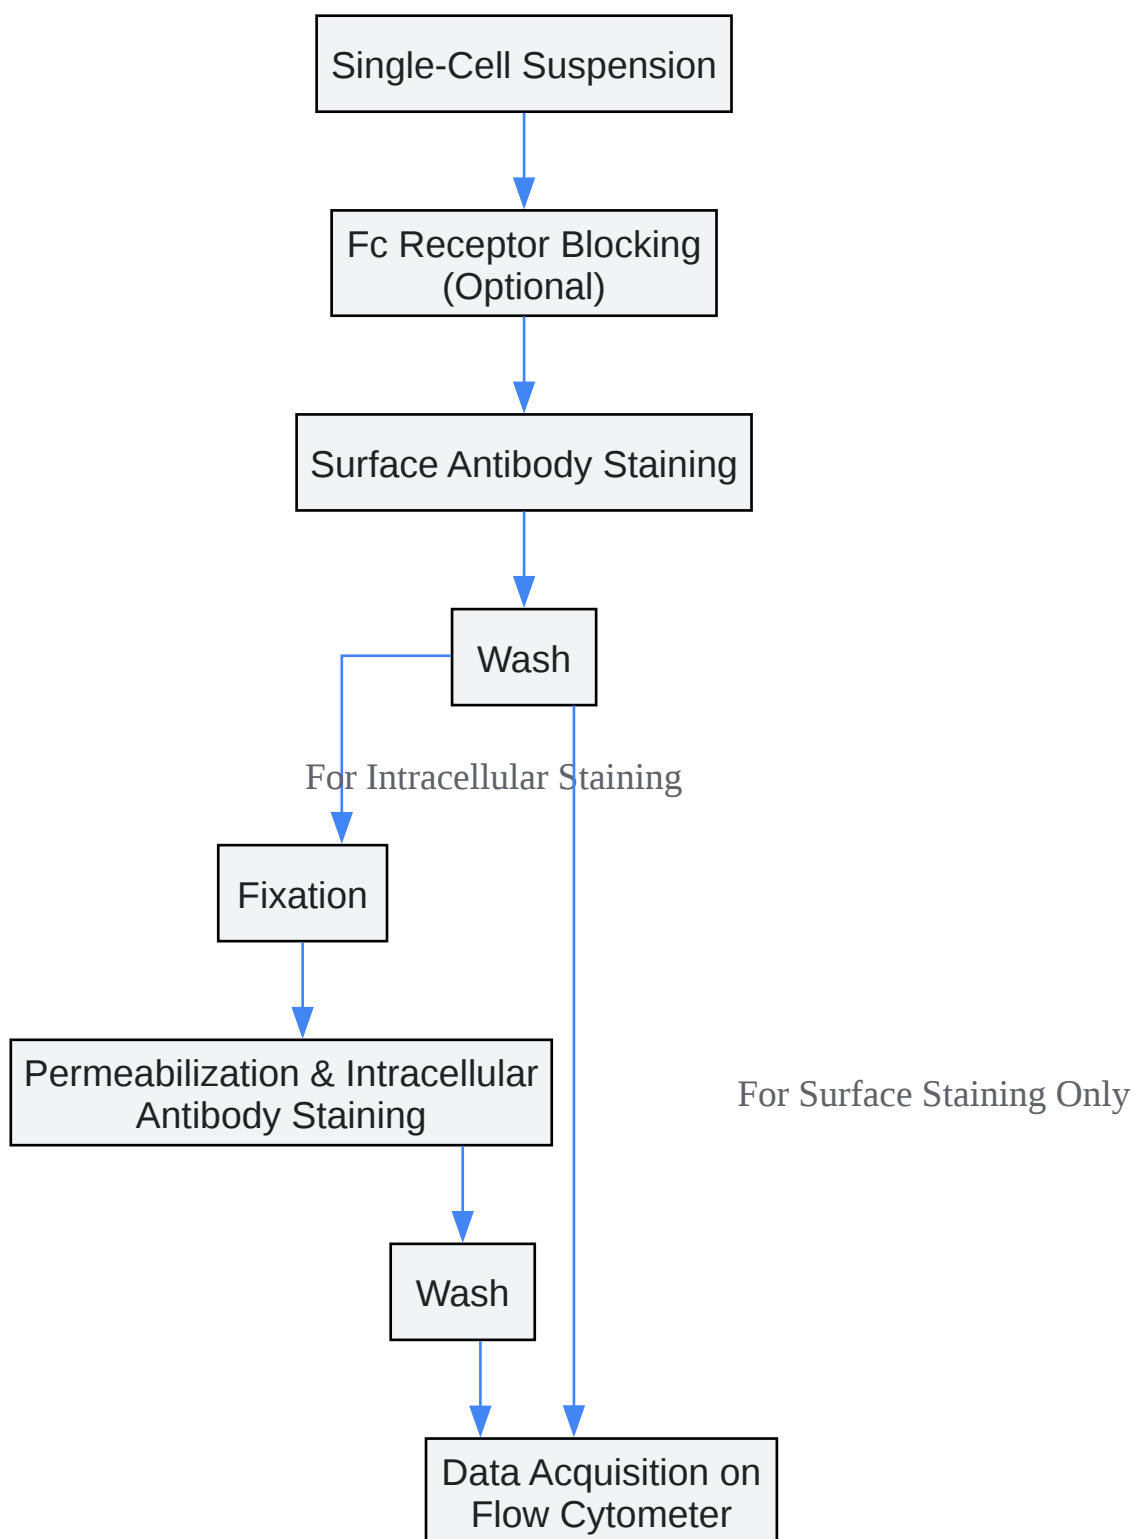 Single-Cell Suspension
Fc Receptor Blocking
(Optional)
Surface Antibody Staining
Wash
For Intracellular Staining
Fixation
Permeabilization & Intracellular
Antibody Staining
For Surface Staining Only
Wash
Data Acquisition on
Flow Cytometer